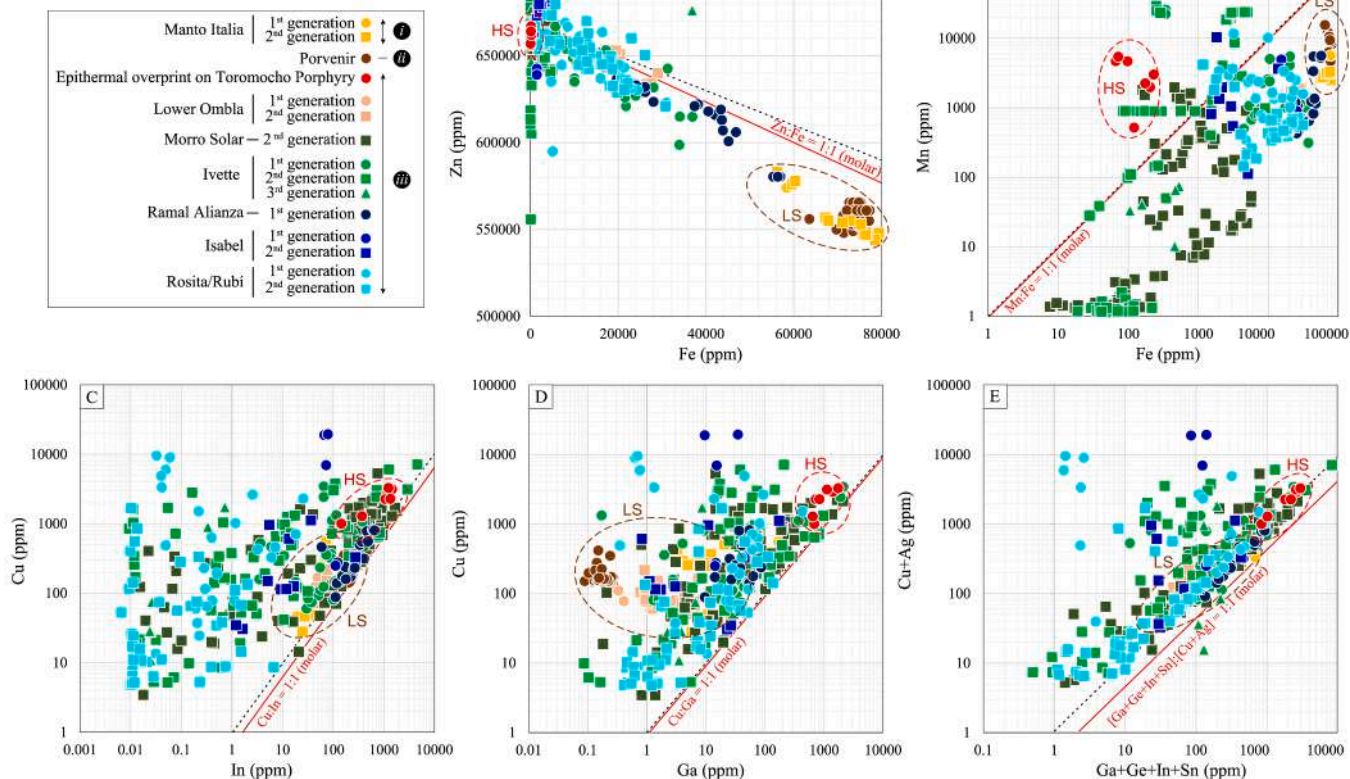 Manto Italia
1st generation
2nd generation
i
Porvenir
ii
Epithermal overprint on Toromocho Porphyry
Lower Ombla
1st generation
2nd generation
Morro Solar
2nd generation
Ivette
1st generation
2nd generation
3rd generation
iii
Ramal Alianza
1st generation
Isabel
1st generation
2nd generation
Rosita/Rubí
1st generation
2nd generation
HS
Zn (ppm)
650000
600000
550000
500000
Zn:Fe = 1:1 (molar)
LS
0
20000
40000
60000
80000
Fe (ppm)
LS
HS
Mn (ppm)
10000
1000
100
10
1
Mn:Fe = 1:1 (molar)
1
10
100
1000
10000
100000
Fe (ppm)
C
Cu (ppm)
100000
10000
1000
100
10
1
HS
LS
Cu:In = 1:1 (molar)
0.001
0.01
0.1
1
10
100
1000
10000
In (ppm)
D
Cu (ppm)
100000
10000
1000
100
10
1
HS
LS
Cu:Ga = 1:1 (molar)
0.01
0.1
1
10
100
1000
10000
Ga (ppm)
E
Cu+Ag (ppm)
100000
10000
1000
100
10
1
HS
LS
[Ga+Ge+In+Sn]:[Cu+Ag] = 1:1 (molar)
0.1
1
10
100
1000
10000
Ga+Ge+In+Sn (ppm)